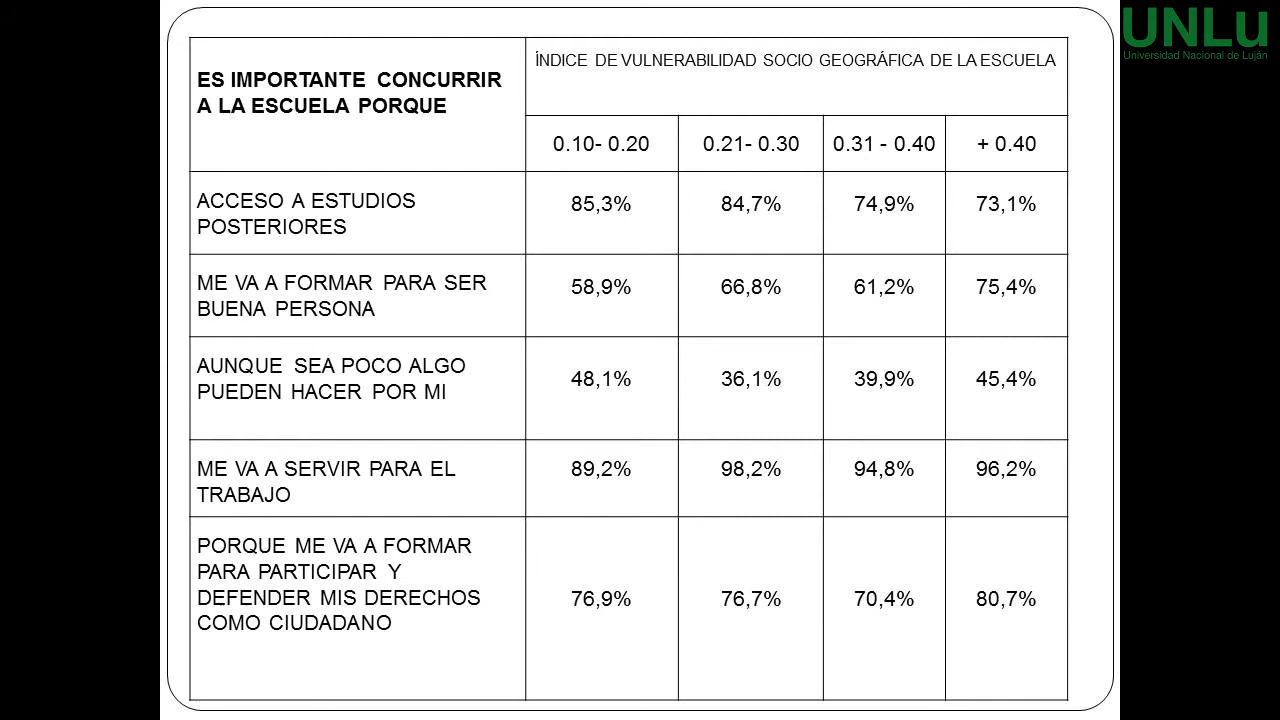 UNLu
Universidad Nacional de Luján
ES IMPORTANTE CONCURRIR
A LA ESCUELA PORQUE
ÍNDICE DE VULNERABILIDAD SOCIO GEOGRÁFICA DE LA ESCUELA
0.10- 0.20 0.21- 0.30 0.31 - 0.40 + 0.40
ACCESO A ESTUDIOS
POSTERIORES
85,3% 84,7% 74,9% 73,1%
ME VA A FORMAR PARA SER
BUENA PERSONA
58,9% 66,8% 61,2% 75,4%
AUNQUE SEA POCO ALGO
PUEDEN HACER POR MI
48,1% 36,1% 39,9% 45,4%
ME VA A SERVIR PARA EL
TRABAJO
89,2% 98,2% 94,8% 96,2%
PORQUE ME VA A FORMAR
PARA PARTICIPAR Y
DEFENDER MIS DERECHOS
COMO CIUDADANO
76,9% 76,7% 70,4% 80,7%